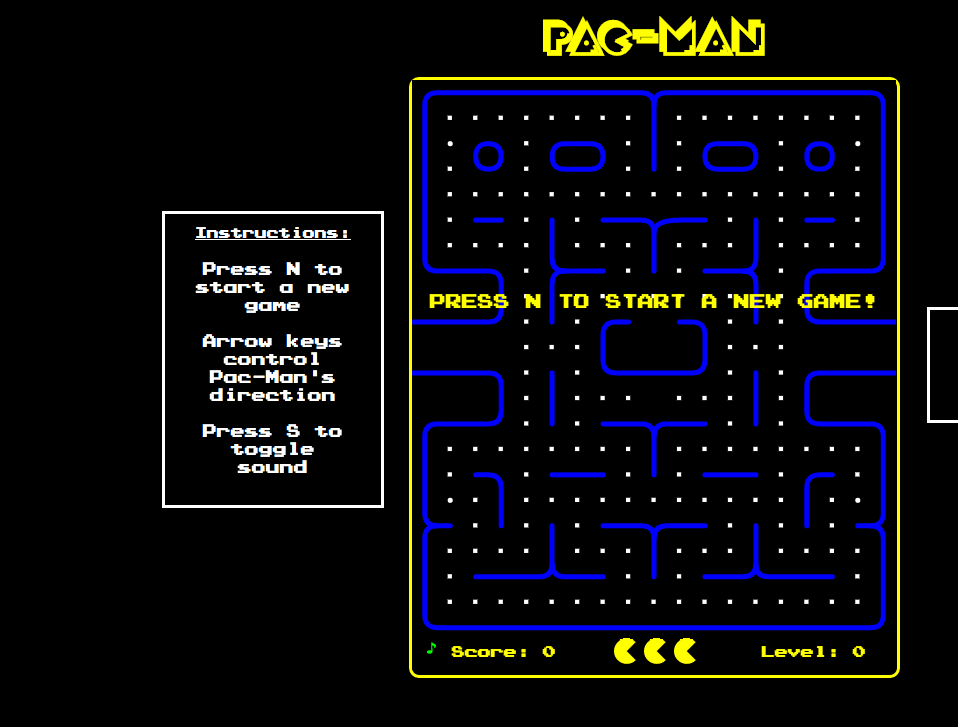 PAC-MAN
Instructions:
Press N to
start a new
game
Arrow keys
control
Pac-Man's
direction
Press S to
toggle
sound
PRESS N TO START A NEW GAME!
♪ Score: 0
Level: 0